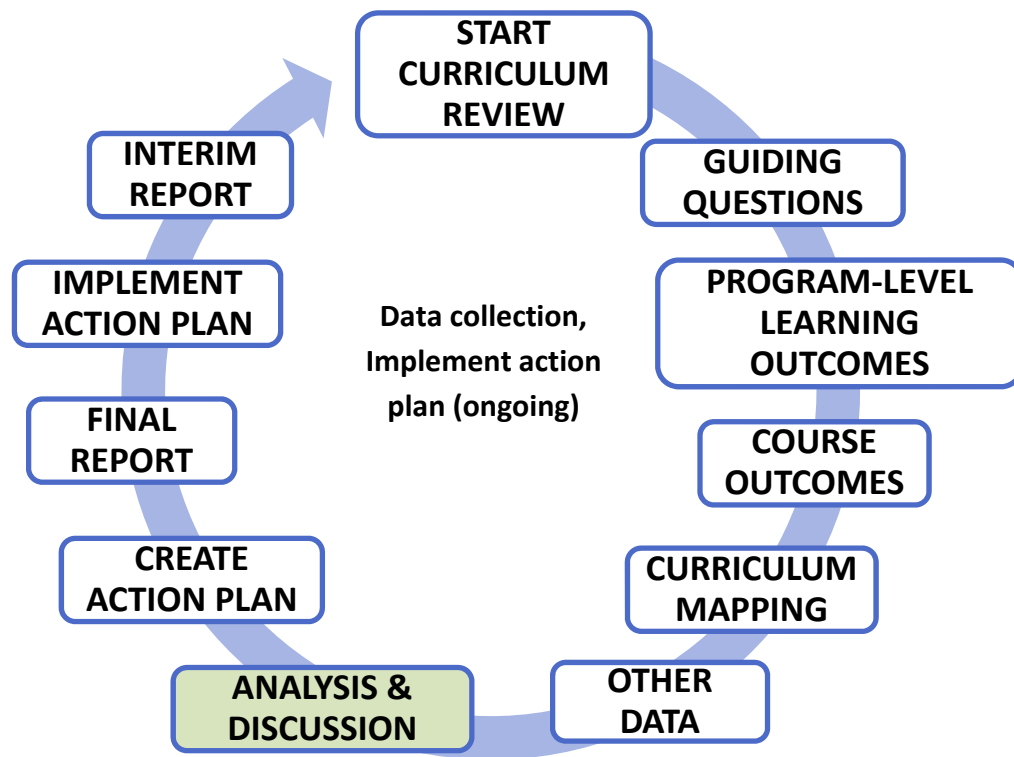 START
CURRICULUM
REVIEW
GUIDING
QUESTIONS
PROGRAM-LEVEL
LEARNING
OUTCOMES
COURSE
OUTCOMES
CURRICULUM
MAPPING
OTHER
DATA
ANALYSIS &
DISCUSSION
CREATE
ACTION PLAN
FINAL
REPORT
IMPLEMENT
ACTION PLAN
INTERIM
REPORT
Data collection,
Implement action
plan (ongoing)